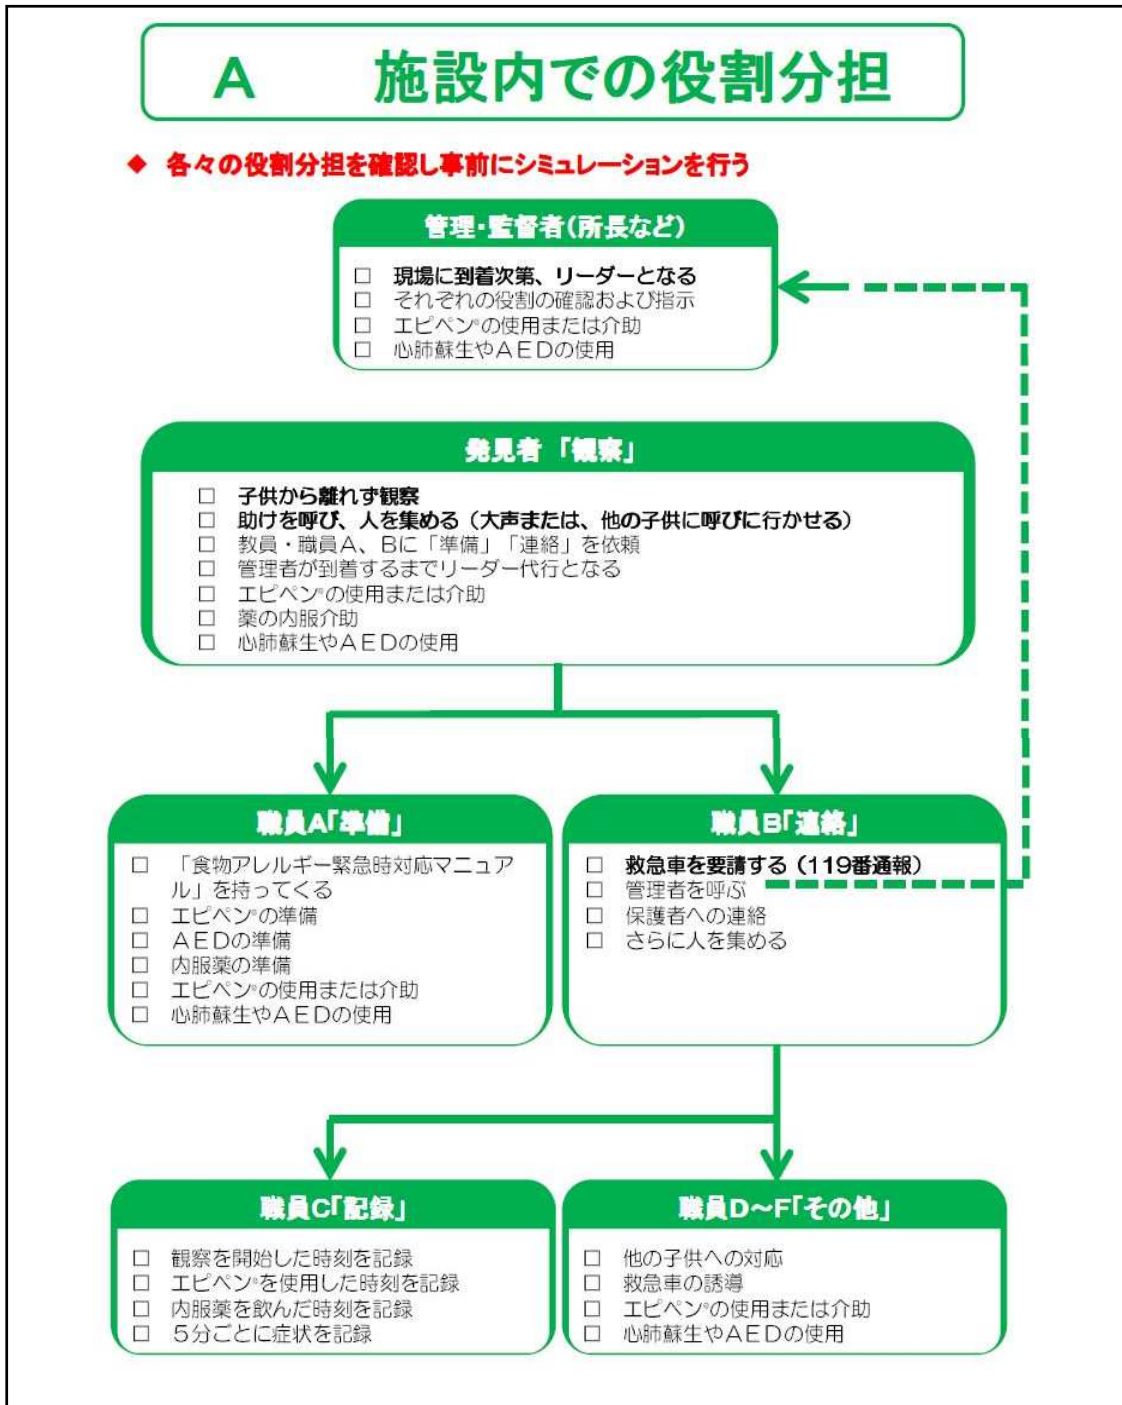 A 施設内での役割分担
◆ 各々の役割分担を確認し事前にシミュレーションを行う
管理・監督者(所長など)
□ 現場に到着次第、リーダーとなる
□ それぞれの役割の確認および指示
□ エピペン®の使用または介助
□ 心肺蘇生やAEDの使用
発見者「観察」
□ 子供から離れず観察
□ 助けを呼び、人を集める（大声または、他の子供に呼びに行かせる）
□ 教員・職員A、Bに「準備」「連絡」を依頼
□ 管理者が到着するまでリーダー代行となる
□ エピペン®の使用または介助
□ 薬の内服介助
□ 心肺蘇生やAEDの使用
職員A「準備」
□ 「食物アレルギー緊急時対応マニュア
ル」を持ってくる
□ エピペン®の準備
□ AEDの準備
□ 内服薬の準備
□ エピペン®の使用または介助
□ 心肺蘇生やAEDの使用
職員B「連絡」
□ 救急車を要請する（119番通報）
□ 管理者を呼ぶ
□ 保護者への連絡
□ さらに人を集める
職員C「記録」
□ 観察を開始した時刻を記録
□ エピペン®を使用した時刻を記録
□ 内服薬を飲んだ時刻を記録
□ 5分ごとに症状を記録
職員D～F「その他」
□ 他の子供への対応
□ 救急車の誘導
□ エピペン®の使用または介助
□ 心肺蘇生やAEDの使用